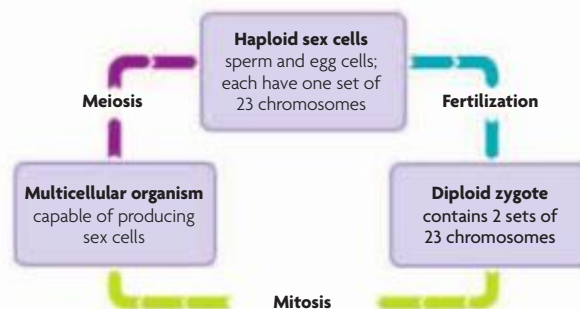 Haploid sex cells
sperm and egg cells;
each have one set of
23 chromosomes
Meiosis
Fertilization
Multicellular organism
capable of producing
sex cells
Diploid zygote
contains 2 sets of
23 chromosomes
Mitosis